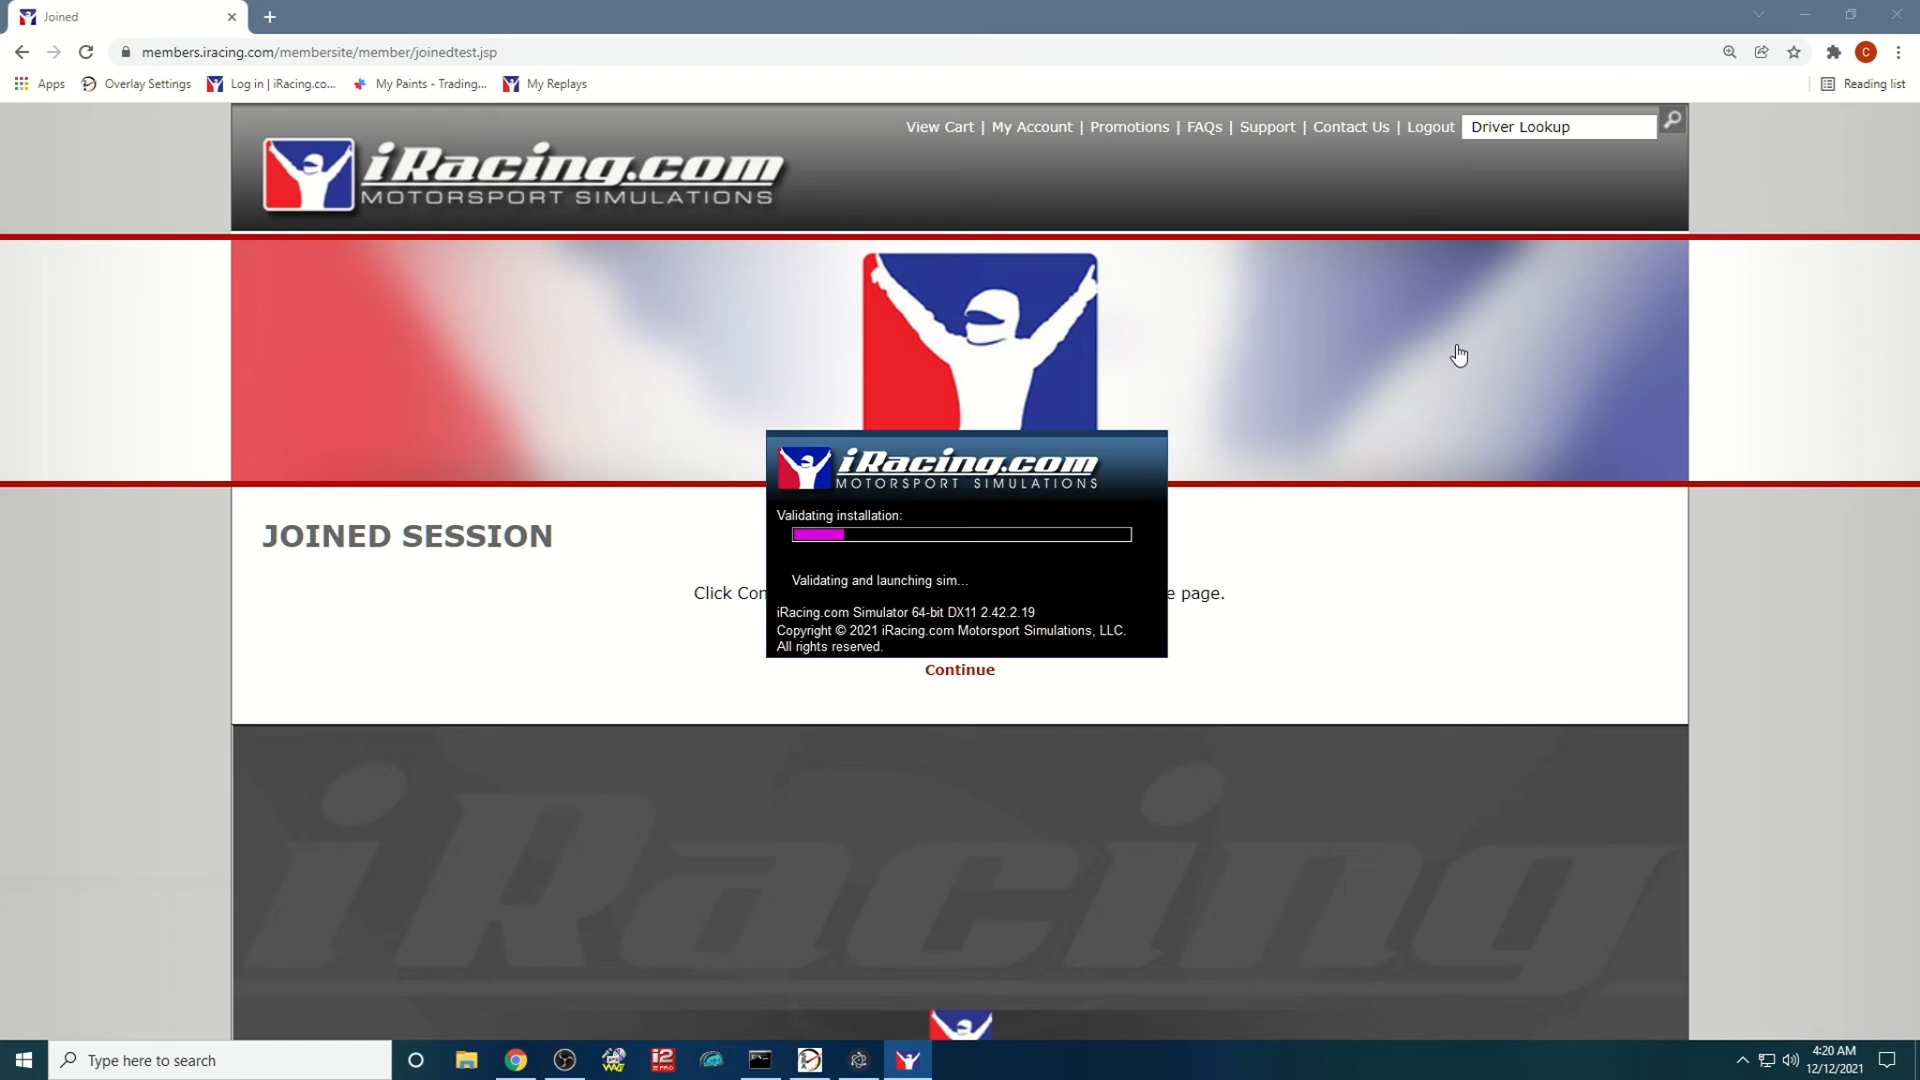 Joined
members.iracing.com/membersite/member/joinedtest.jsp
C
Apps
Overlay Settings
Log in | iRacing.co...
My Paints - Trading...
My Replays
Reading list
View Cart | My Account | Promotions | FAQs | Support | Contact Us | Logout
Driver Lookup
iRacing.com
MOTORSPORT SIMULATIONS
iRacing.com
MOTORSPORT SIMULATIONS
Validating installation:
JOINED SESSION
Validating and launching sim...
Click Con
e page.
iRacing.com Simulator 64-bit DX11 2.42.2.19
Copyright © 2021 iRacing.com Motorsport Simulations, LLC.
All rights reserved.
Continue
iRacing
Type here to search
i2
PRO
4:20 AM
12/12/2021